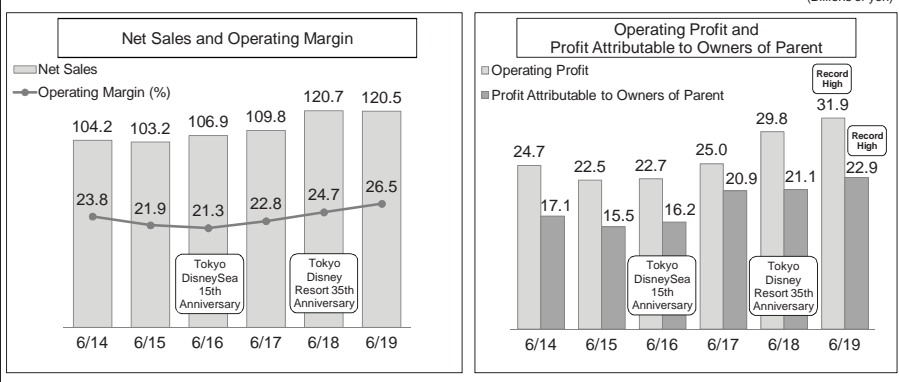 (Billions of yen)
Net Sales and Operating Margin
Net Sales
Operating Margin (%)
104.2
103.2
106.9
109.8
120.7
120.5
23.8
21.9
21.3
22.8
24.7
26.5
Tokyo
DisneySea
15th
Anniversary
Tokyo
Disney
Resort 35th
Anniversary
6/14
6/15
6/16
6/17
6/18
6/19
Operating Profit and
Profit Attributable to Owners of Parent
Operating Profit
Profit Attributable to Owners of Parent
Record
High
Record
High
24.7
22.5
22.7
25.0
29.8
31.9
17.1
15.5
16.2
20.9
21.1
22.9
Tokyo
DisneySea
15th
Anniversary
Tokyo
Disney
Resort 35th
Anniversary
6/14
6/15
6/16
6/17
6/18
6/19